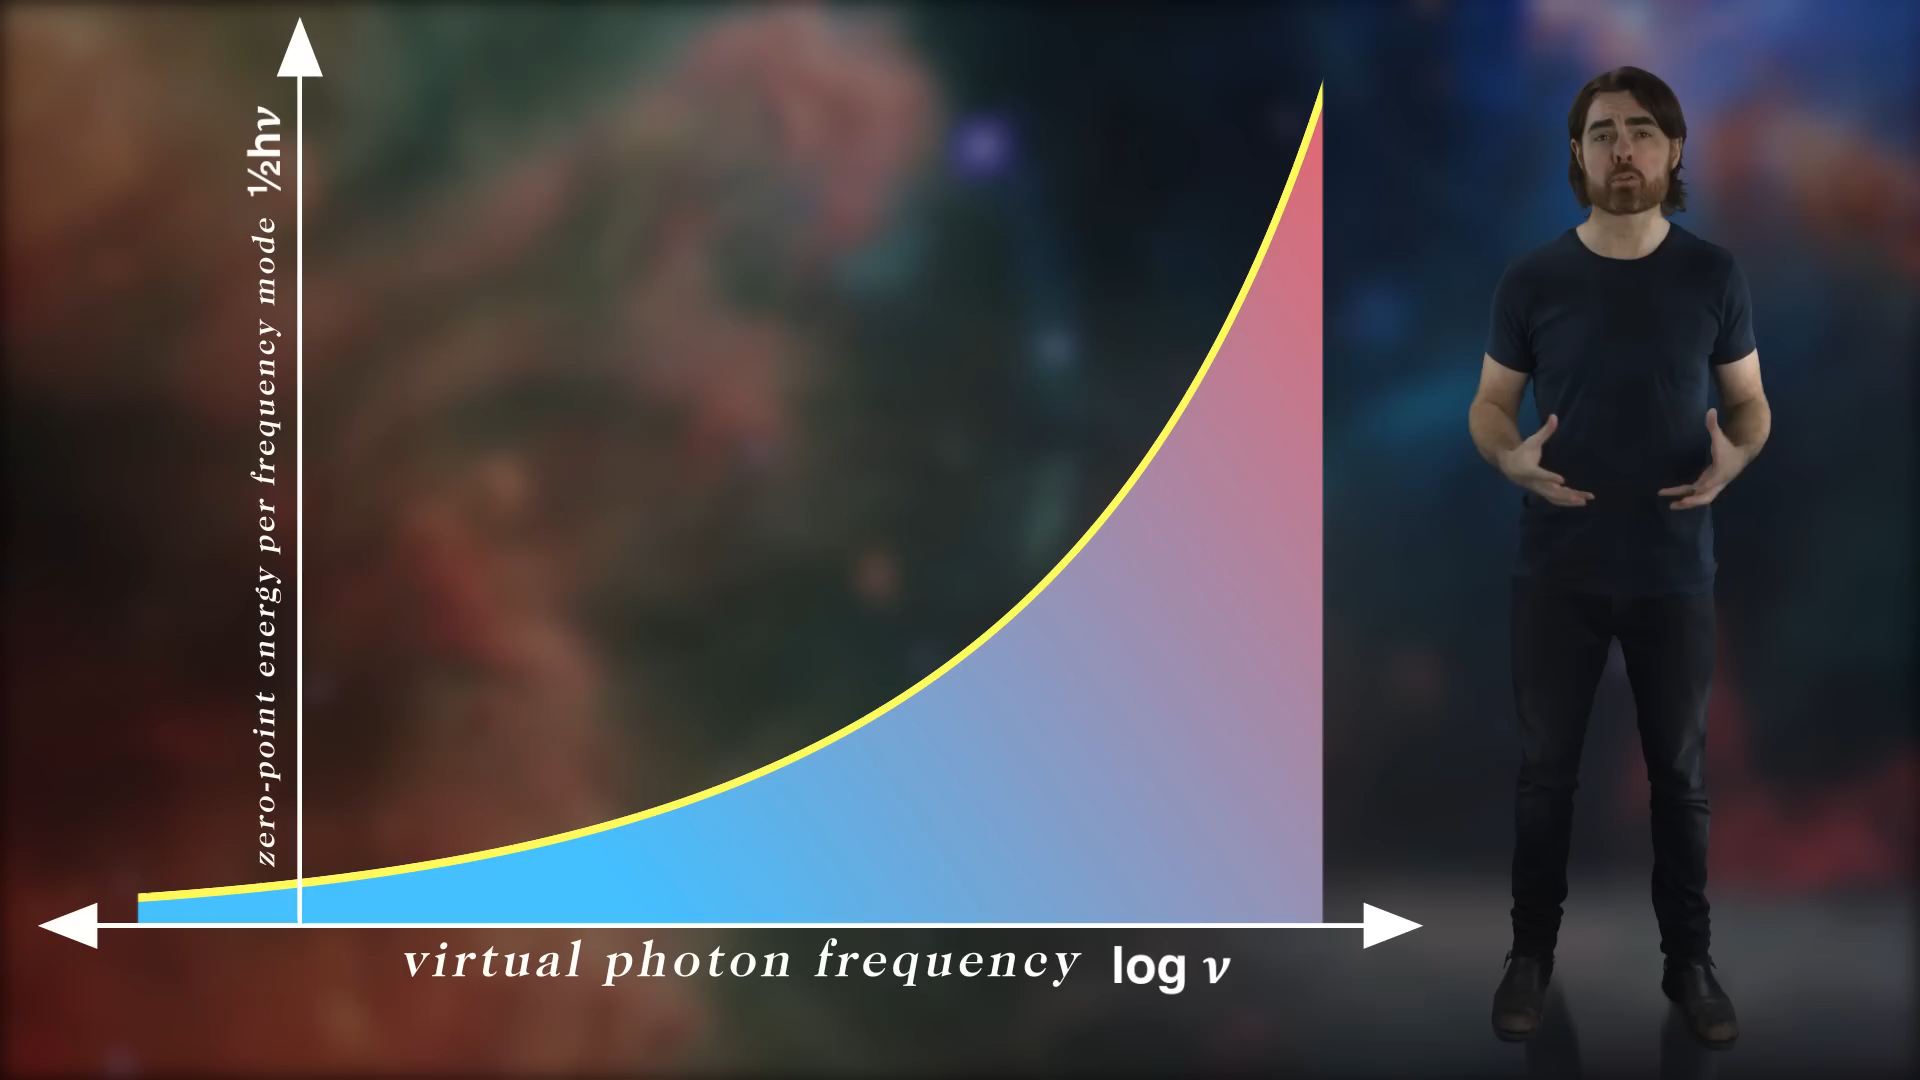 zero-point energy per frequency mode ½hν
virtual photon frequency log ν